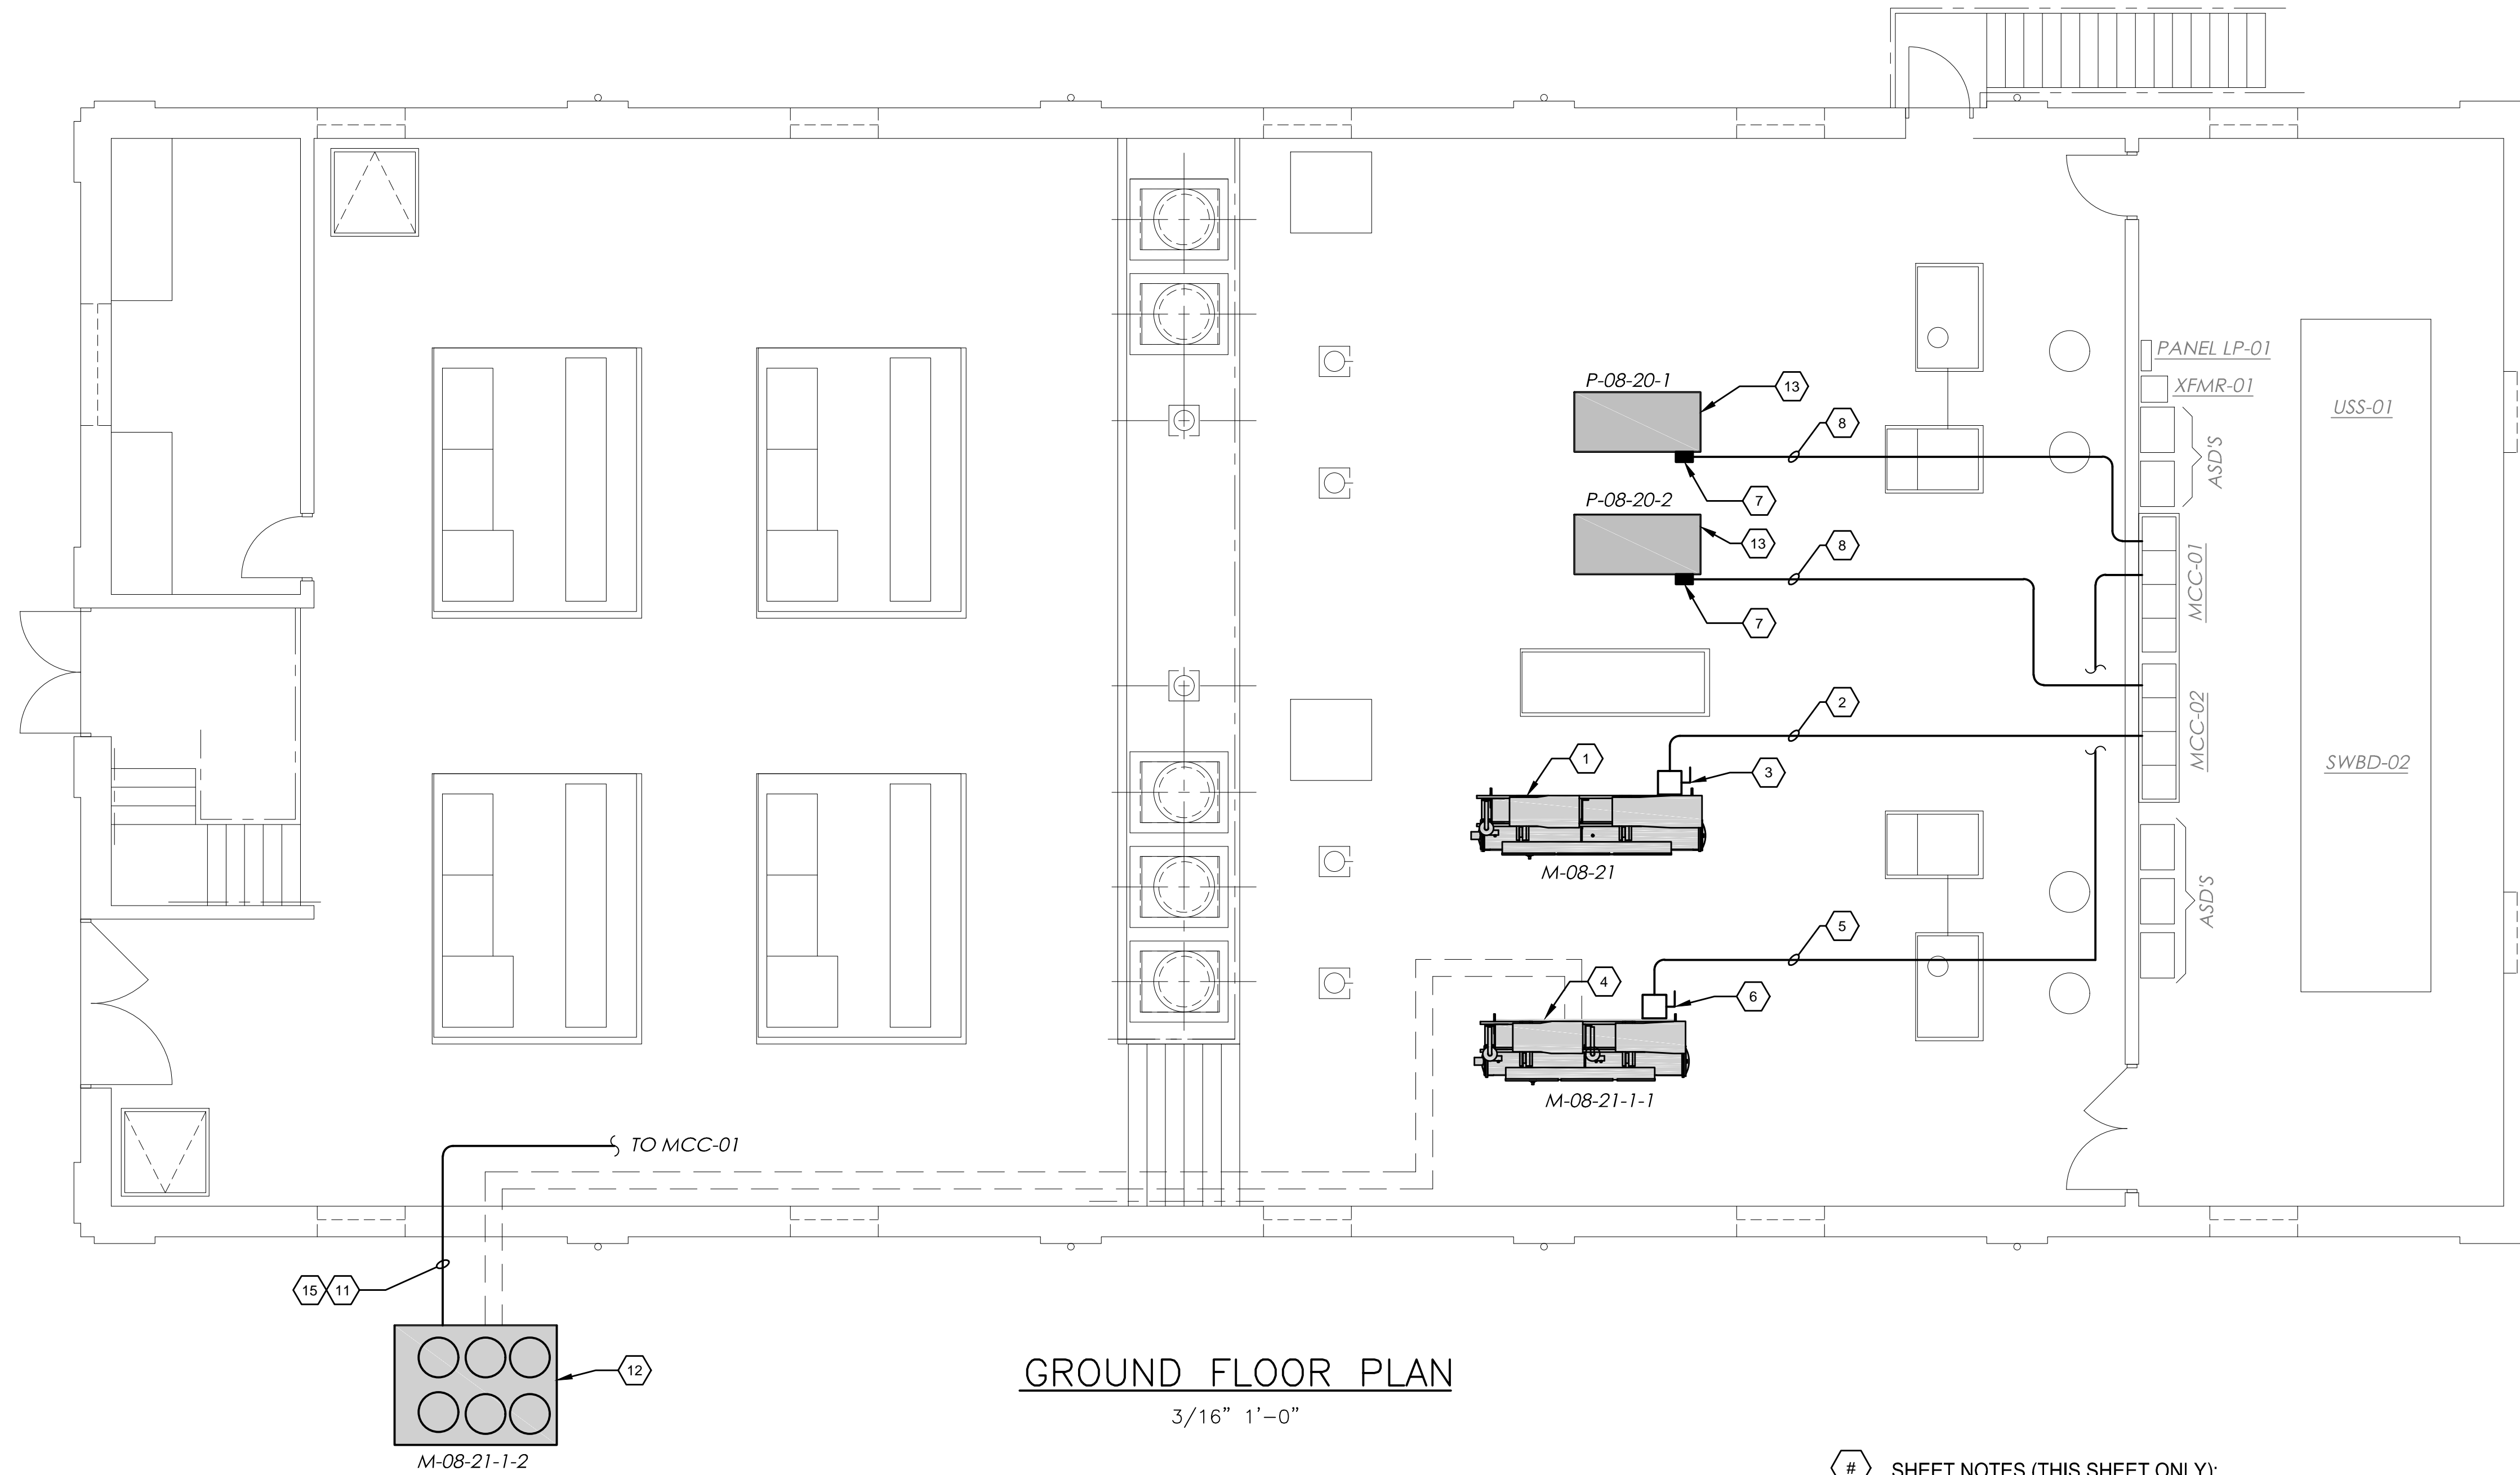 PANEL LP-01
P-08-20-1
13
XFMR-01
USS-01
8
ASD'S
P-08-20-2
7
13
8
MCC-01
7
2
MCC-02
1
3
SWBD-02
M-08-21
ASD'S
5
4
6
M-08-21-1-1
TO MCC-01
15
11
12
GROUND FLOOR PLAN
3/16" 1'-0"
M-08-21-1-2
# SHEET NOTES (THIS SHEET ONLY):